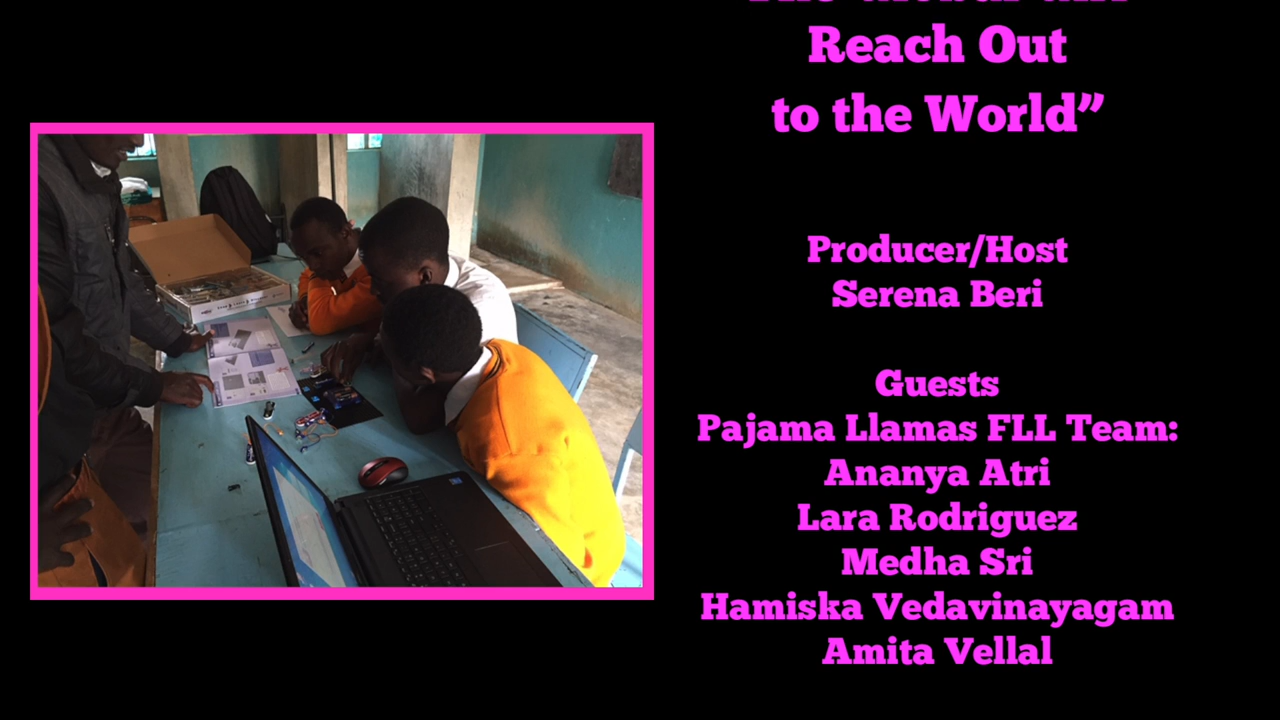 Reach Out
to the World”
Producer/Host
Serena Beri
Guests
Pajama Llamas FLL Team:
Ananya Atri
Lara Rodriguez
Medha Sri
Hamiska Vedavinayagam
Amita Vellal